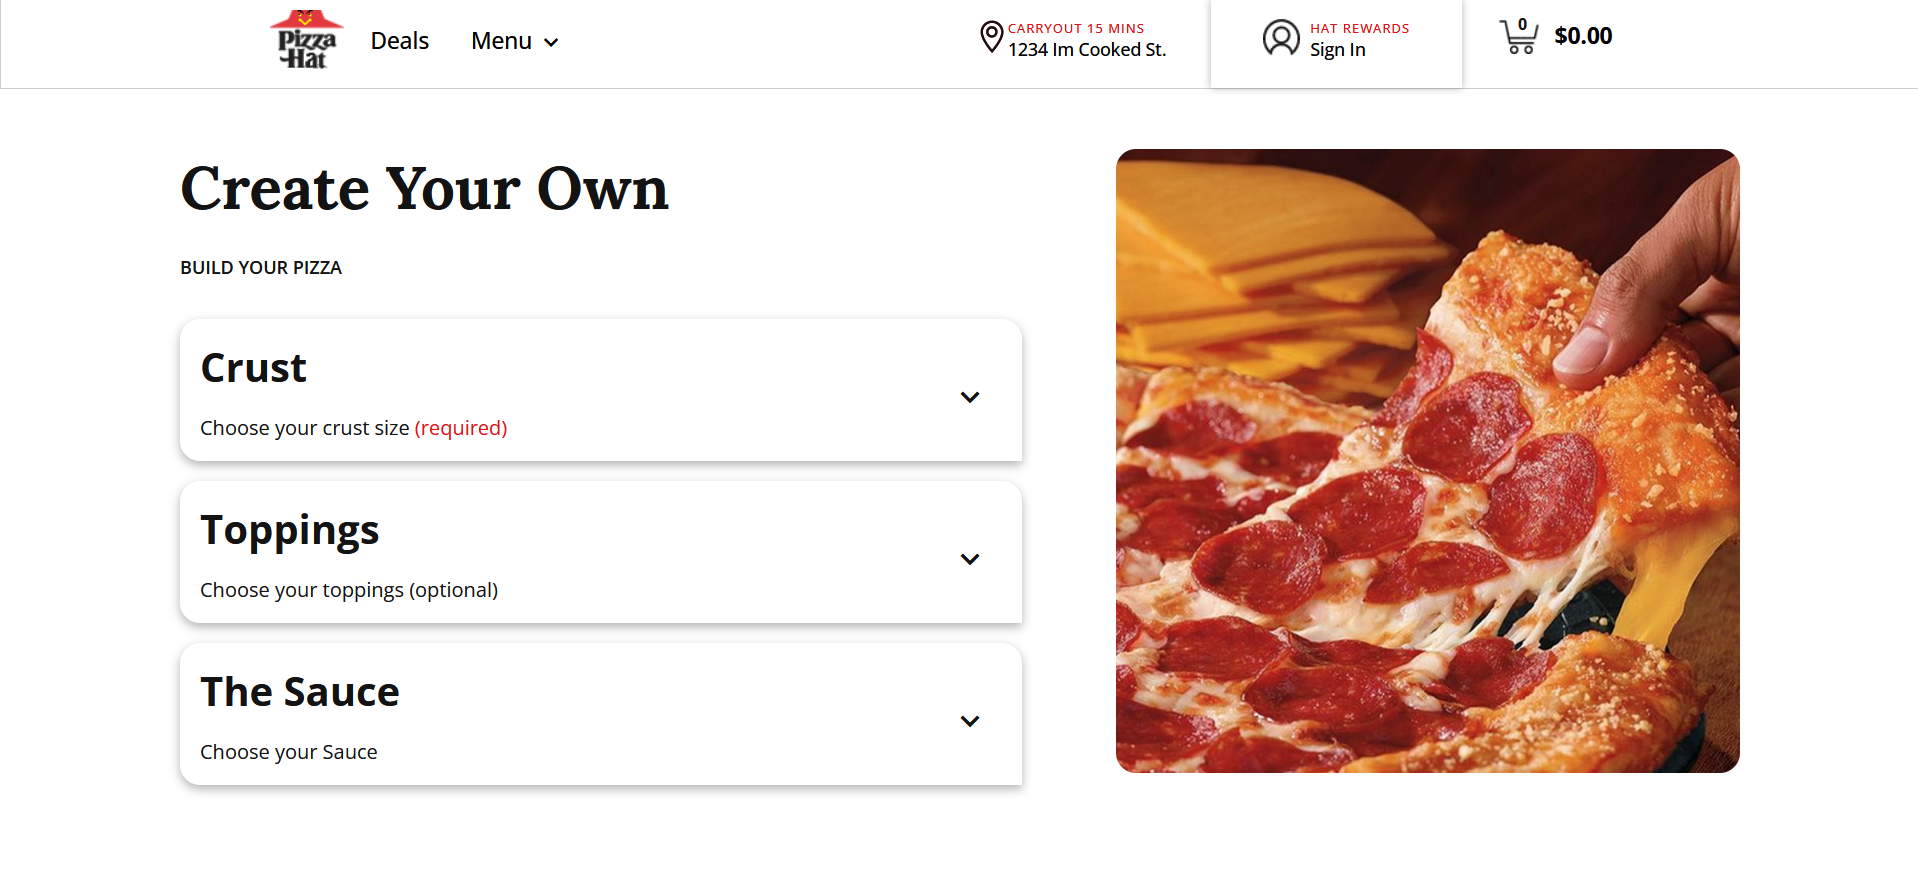 Pizza
Hat
Deals
Menu
CARRYOUT 15 MINS
1234 Im Cooked St.
HAT REWARDS
Sign In
0
$0.00
Create Your Own
BUILD YOUR PIZZA
Crust
Choose your crust size (required)
Toppings
Choose your toppings (optional)
The Sauce
Choose your Sauce